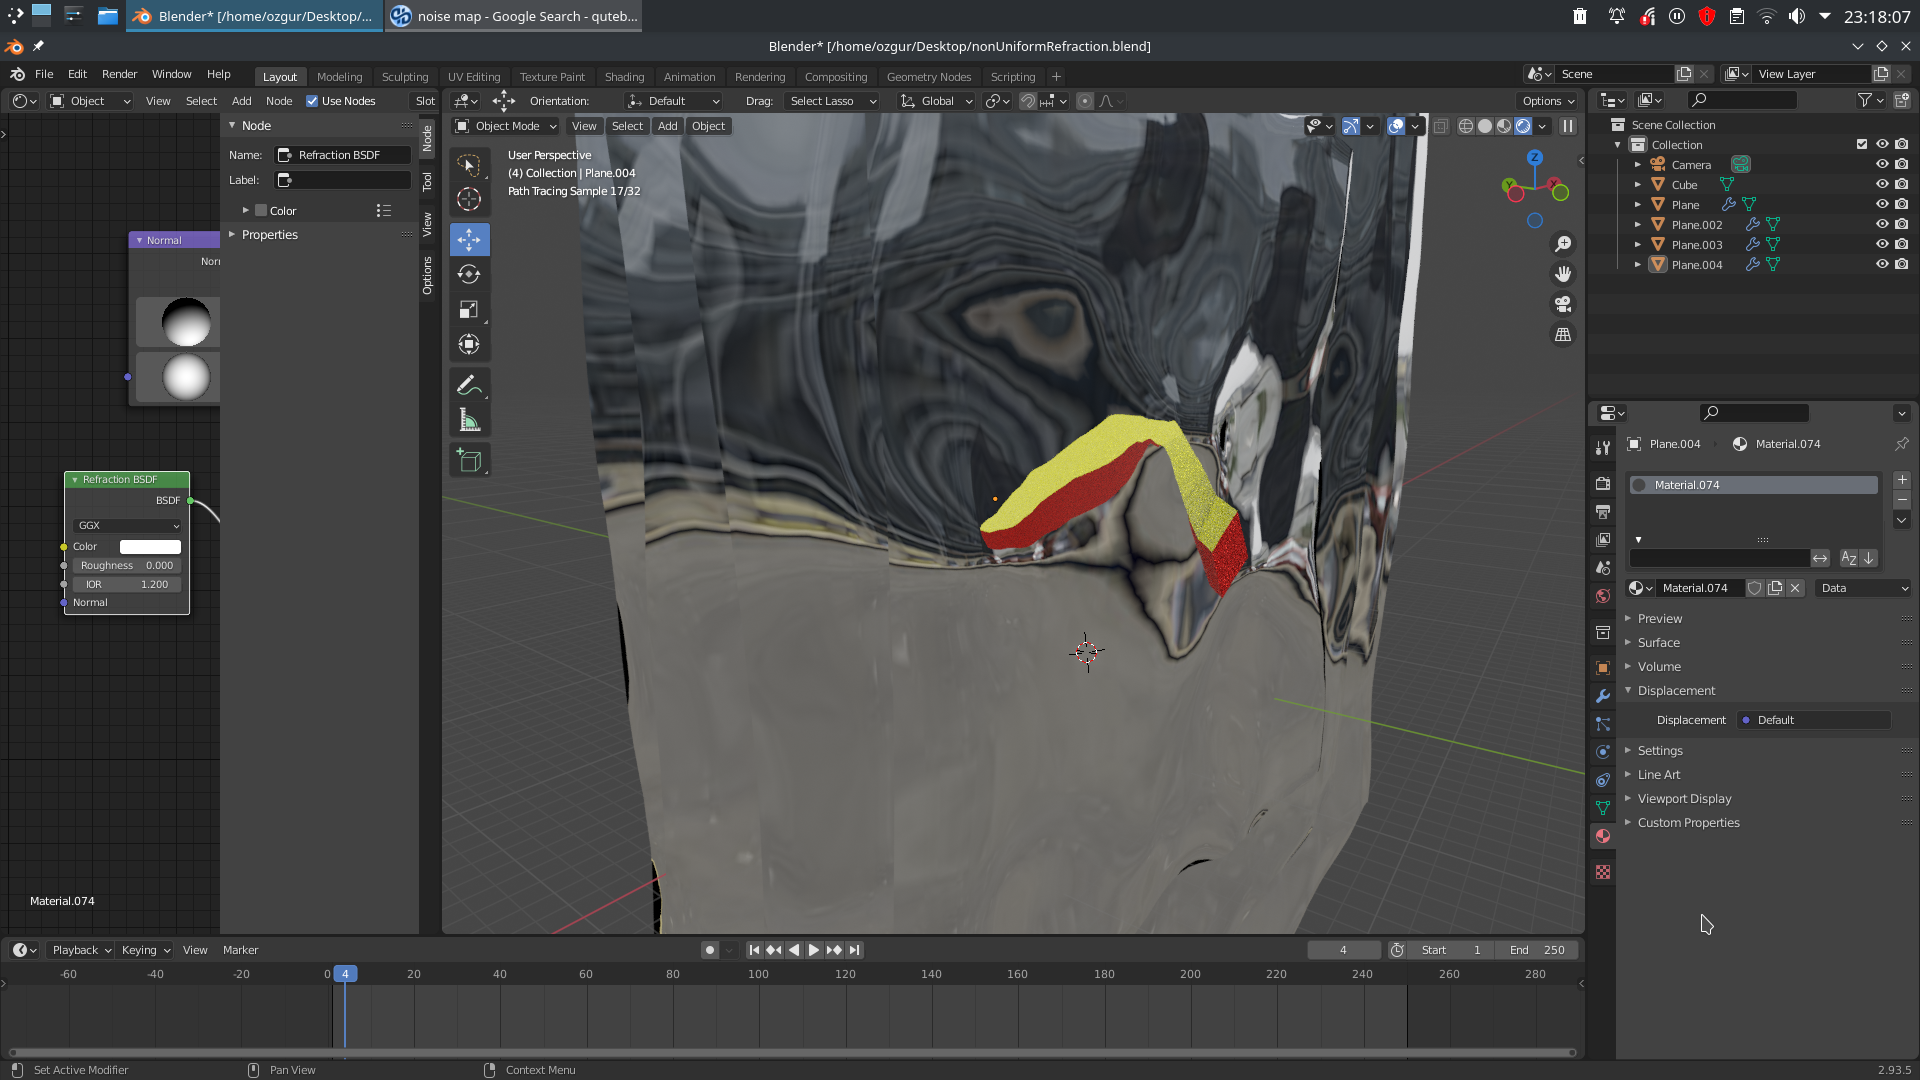 Blender* [/home/ozgur/Desktop/...
noise map - Google Search - quteb...
23:18:07
Blender* [/home/ozgur/Desktop/nonUniformRefraction.blend]
File Edit Render Window Help Layout Modeling Sculpting UV Editing Texture Paint Shading Animation Rendering Compositing Geometry Nodes Scripting +
Scene View Layer
Object View Select Add Node Use Nodes Slot
Orientation: Default Drag: Select Lasso Global Options
Node
Name: Refraction BSDF
Label:
Color
Properties
Node
Tool
View
Options
Normal
Nor
Refraction BSDF
BSDF
GGX
Color
Roughness 0.000
IOR 1.200
Normal
Material.074
Object Mode View Select Add Object
User Perspective
(4) Collection | Plane.004
Path Tracing Sample 17/32
Z
Y
X
Scene Collection
Collection
Camera
Cube
Plane
Plane.002
Plane.003
Plane.004
Plane.004 Material.074
Material.074
AZ
Material.074 Data
Preview
Surface
Volume
Displacement
Displacement Default
Settings
Line Art
Viewport Display
Custom Properties
Playback Keying View Marker
4 Start 1 End 250
-60 -40 -20 0 4 20 40 60 80 100 120 140 160 180 200 220 240 260 280
Set Active Modifier Pan View Context Menu 2.93.5